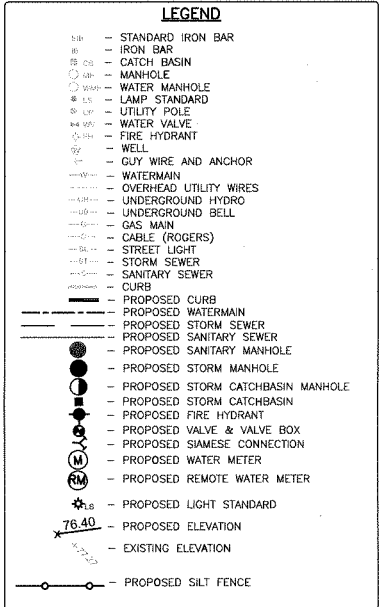 LEGEND
SIB – STANDARD IRON BAR
IB – IRON BAR
CB – CATCH BASIN
MH – MANHOLE
WMH – WATER MANHOLE
LS – LAMP STANDARD
UP – UTILITY POLE
WV – WATER VALVE
FH – FIRE HYDRANT
W – WELL
– GUY WIRE AND ANCHOR
W – WATERMAIN
– OVERHEAD UTILITY WIRES
UH – UNDERGROUND HYDRO
UB – UNDERGROUND BELL
G – GAS MAIN
C – CABLE (ROGERS)
SL – STREET LIGHT
ST – STORM SEWER
S – SANITARY SEWER
– CURB
– PROPOSED CURB
– PROPOSED WATERMAIN
– PROPOSED STORM SEWER
– PROPOSED SANITARY SEWER
– PROPOSED SANITARY MANHOLE
– PROPOSED STORM MANHOLE
– PROPOSED STORM CATCHBASIN MANHOLE
– PROPOSED STORM CATCHBASIN
– PROPOSED FIRE HYDRANT
– PROPOSED VALVE & VALVE BOX
– PROPOSED SIAMESE CONNECTION
M – PROPOSED WATER METER
RM – PROPOSED REMOTE WATER METER
LS – PROPOSED LIGHT STANDARD
76.40 – PROPOSED ELEVATION
– EXISTING ELEVATION
– PROPOSED SILT FENCE